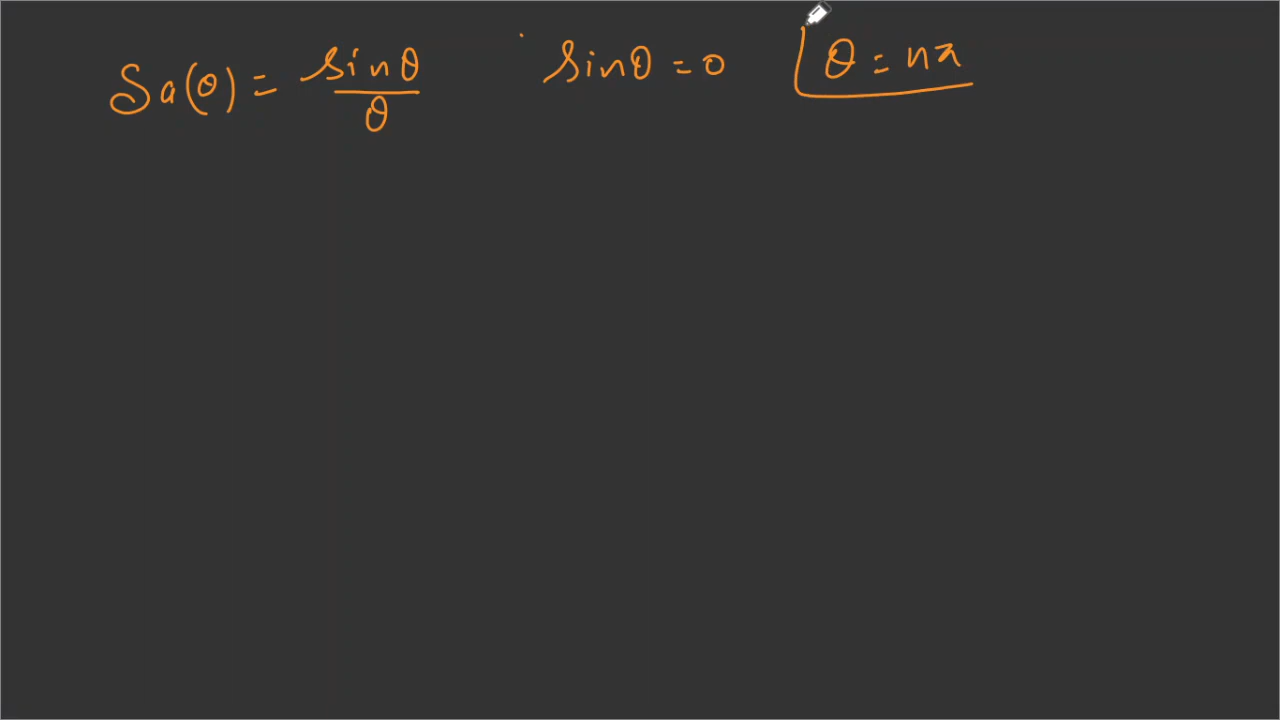 Sa(θ) = sinθ/θ sinθ = 0 θ = nπ